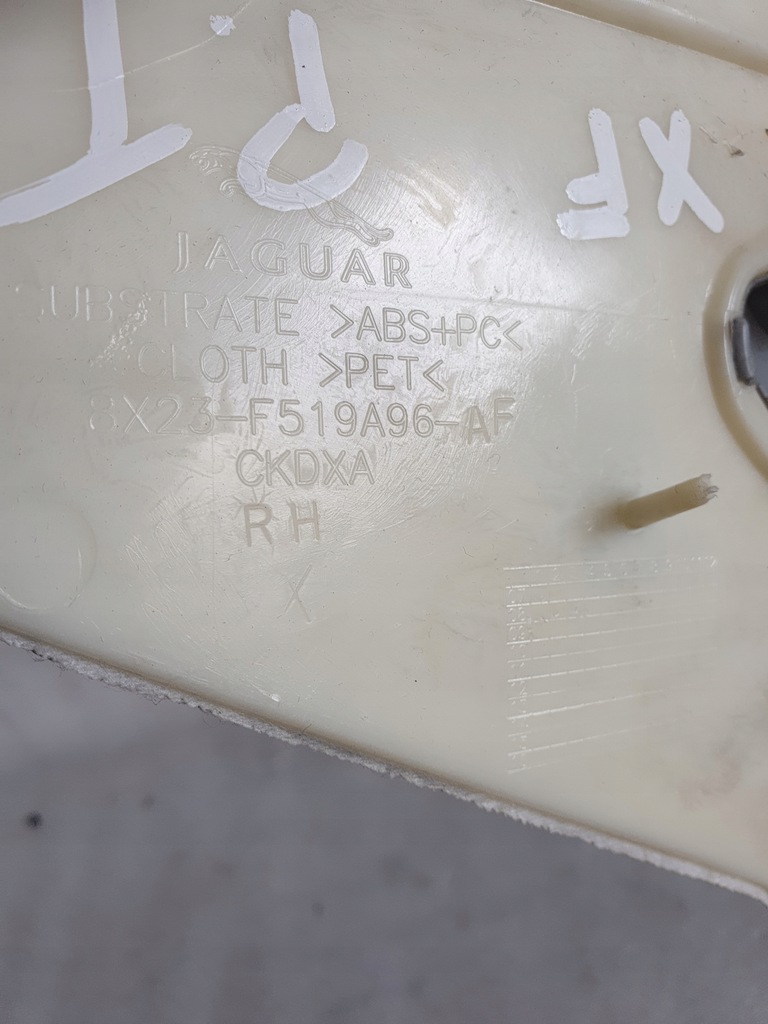 XF
JAGUAR
SUBSTRATE >ABS+PC<
CLOTH >PET<
8X23-F519A96-AF
CKDXA
RH
X